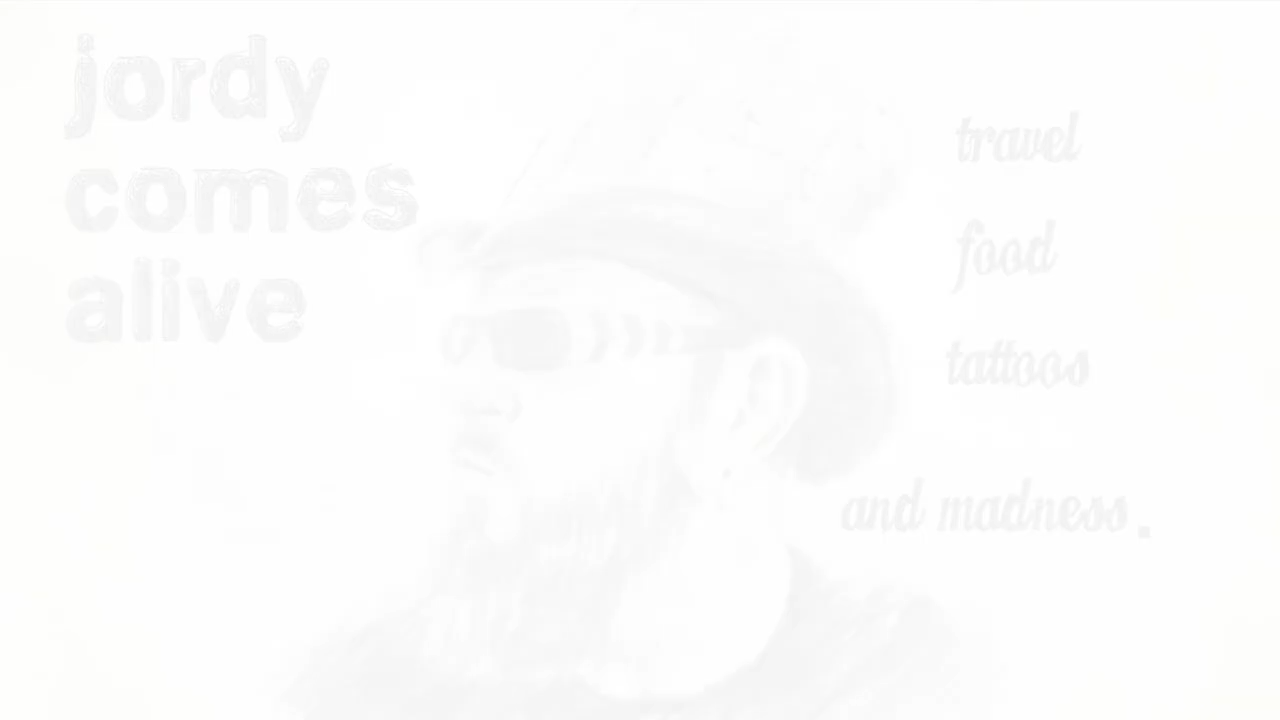 jordy
comes
alive
travel
food
tattoos
and madness.